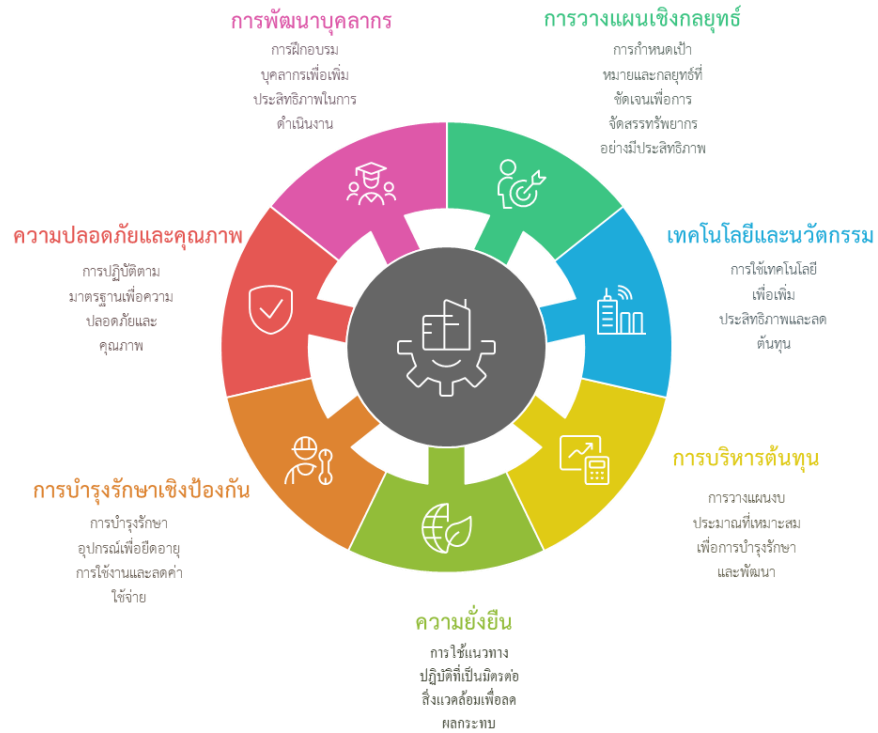 การพัฒนาบุคลากร
การฝึกอบรม
บุคลากรเพื่อเพิ่ม
ประสิทธิภาพในการ
ดำเนินงาน
การวางแผนเชิงกลยุทธ์
การกำหนดเป้า
หมายและกลยุทธ์ที่
ชัดเจนเพื่อการ
จัดสรรทรัพยากร
อย่างมีประสิทธิภาพ
ความปลอดภัยและคุณภาพ
การปฏิบัติตาม
มาตรฐานเพื่อความ
ปลอดภัยและ
คุณภาพ
เทคโนโลยีและนวัตกรรม
การใช้เทคโนโลยี
เพื่อเพิ่ม
ประสิทธิภาพและลด
ต้นทุน
การบำรุงรักษาเชิงป้องกัน
การบำรุงรักษา
อุปกรณ์เพื่อยืดอายุ
การใช้งานและลดค่า
ใช้จ่าย
การบริหารต้นทุน
การวางแผนงบ
ประมาณที่เหมาะสม
เพื่อการบำรุงรักษา
และพัฒนา
ความยั่งยืน
การใช้แนวทาง
ปฏิบัติที่เป็นมิตรต่อ
สิ่งแวดล้อมเพื่อลด
ผลกระทบ